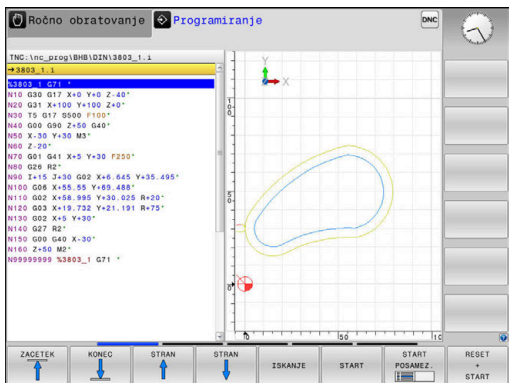 Ročno obratovanje
Programiranje
DNC
TNC:\nc_prog\BHB\DIN\3803_1.i
→3803_1.i
%3803_1 G71 *
N10 G30 G17 X+0 Y+0 Z-40*
N20 G31 X+100 Y+100 Z+0*
N30 T5 G17 S500 F100*
N40 G00 G90 Z+50 G40*
N50 X-30 Y+30 M3*
N60 Z-20*
N70 G01 G41 X+5 Y+30 F250*
N80 G26 R2*
N90 I+15 J+30 G02 X+6.645 Y+35.495*
N100 G06 X+55.55 Y+69.488*
N110 G02 X+58.995 Y+30.025 R+20*
N120 G03 X+19.732 Y+21.191 R+75*
N130 G02 X+5 Y+30*
N140 G27 R2*
N150 G00 G40 X-30*
N160 Z+50 M2*
N99999999 %3803_1 G71 *
Y
X
100
50
0
0
50
10
ZACETEK
KONEC
STRAN
STRAN
ISKANJE
START
START
POSAMEZ.
RESET
+
START